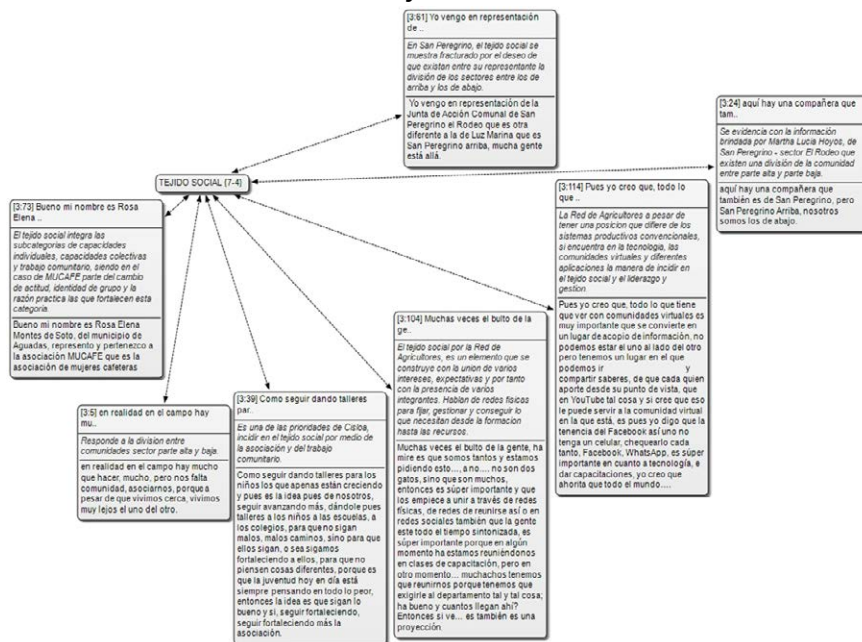 [3:61] Yo vengo en representación
de ..
En San Peregrino, el tejido social se
muestra fracturado por el deseo de
que existan entre su representante la
división de los sectores entre los de
arriba y los de abajo.
Yo vengo en representación de la
Junta de Acción Comunal de San
Peregrino el Rodeo que es otra
diferente a la de Luz Marina que es
San Peregrino arriba, mucha gente
está allá.
[3:24] aquí hay una compañera que
tam..
Se evidencia con la información
brindada por Martha Lucia Hoyos, de
San Peregrino - sector El Rodeo que
existen una división de la comunidad
entre parte alta y parte baja.
aquí hay una compañera que
también es de San Peregrino, pero
San Peregrino Arriba, nosotros
somos los de abajo.
TEJIDO SOCIAL {7-4}
[3:73] Bueno mi nombre es Rosa
Elena ..
El tejido social integra las
subcategorías de capacidades
individuales, capacidades colectivas
y trabajo comunitario, siendo en el
caso de MUCAFE parte del cambio
de actitud, identidad de grupo y la
razón practica las que fortalecen esta
categoría.
Bueno mi nombre es Rosa Elena
Montes de Soto, del municipio de
Aguadas, represento y pertenezco a
la asociación MUCAFE que es la
asociación de mujeres cafeteras
[3:114] Pues yo creo que, todo lo
que ..
La Red de Agricultores a pesar de
tener una posicion que difiere de los
sistemas productivos convencionales,
si encuentra en la tecnología, las
comunidades virtuales y diferentes
aplicaciones la manera de incidir en
el tejido social y el liderazgo y
gestion.
Pues yo creo que, todo lo que tiene
que ver con comunidades virtuales es
muy importante que se convierte en
un lugar de acopio de información, no
podemos estar el uno al lado del otro
pero tenemos un lugar en el que
podemos ir y
compartir saberes, de que cada quien
aporte desde su punto de vista, que
en YouTube tal cosa y si cree que eso
le puede servir a la comunidad virtual
en la que está, es pues yo digo que la
tenencia del Facebook así uno no
tenga un celular, chequearlo cada
tanto, Facebook, WhatsApp, es súper
importante en cuanto a tecnología, e
dar capacitaciones, yo creo que
ahorita que todo el mundo....
[3:104] Muchas veces el bulto de la
ge..
El tejido social por la Red de
Agricultores, es un elemento que se
construye con la union de varios
intereses, expectativas y por tanto
con la presencia de varios
integrantes. Hablan de redes físicas
para fijar, gestionar y conseguir lo
que necesitan desde la formacion
hasta las recursos.
Muchas veces el bulto de la gente, ha
mire es que somos tantos y estamos
pidiendo esto...., a no.... no son dos
gatos, sino que son muchos,
entonces es súper importante y que
los empiece a unir a través de redes
físicas, de redes de reunirse así o en
redes sociales también que la gente
este todo el tiempo sintonizada, es
súper importante porque en algún
momento ha estamos reuniéndonos
en clases de capacitación, pero en
otro momento... muchachos tenemos
que reunirnos porque tenemos que
exigirle al departamento tal y tal cosa;
ha bueno y cuantos llegan ahí?
Entonces si ve... es también es una
proyección.
[3:5] en realidad en el campo hay
mu..
Responde a la division entre
comunidades sector parte alta y baja.
en realidad en el campo hay mucho
que hacer, mucho, pero nos falta
comunidad, asociarnos, porque a
pesar de que vivimos cerca, vivimos
muy lejos el uno del otro.
[3:39] Como seguir dando talleres
par..
Es una de las prioridades de Cisloa,
incidir en el tejido social por medio de
la asociación y del trabajo
comunitario.
Como seguir dando talleres para los
niños los que apenas están creciendo
y pues es la idea pues de nosotros,
seguir avanzando más, dándole pues
talleres a los niños a las escuelas, a
los colegios, para que no sigan
malos, malos caminos, sino para que
ellos sigan, o sea sigamos
fortaleciendo a ellos, para que no
piensen cosas diferentes, porque es
que la juventud hoy en día está
siempre pensando en todo lo peor,
entonces la idea es que sigan lo
bueno y si, seguir fortaleciendo,
seguir fortaleciendo más la
asociación.